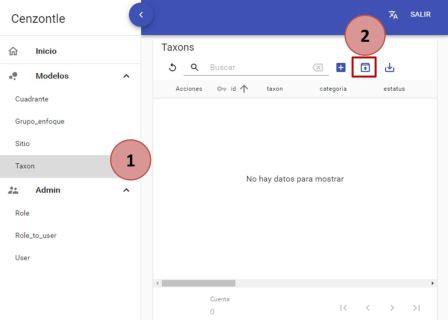 Cenzontle
SALIR
Inicio
Modelos
Cuadrante
Grupo_enfoque
Sitio
Taxon
Admin
Role
Role_to_user
User
1
2
Taxons
Buscar
Acciones id taxon categoria estatus
No hay datos para mostrar
Cuenta
0